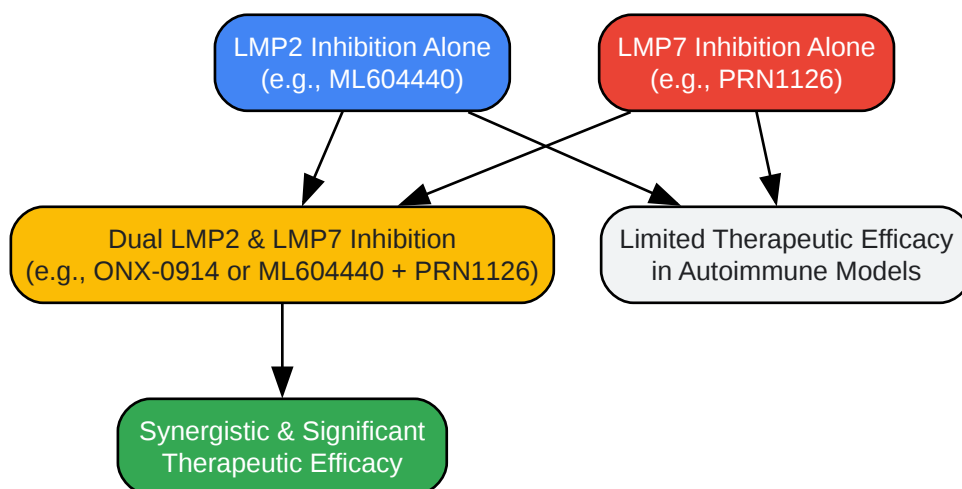 LMP2 Inhibition Alone
(e.g., ML604440)
LMP7 Inhibition Alone
(e.g., PRN1126)
Dual LMP2 & LMP7 Inhibition
(e.g., ONX-0914 or ML604440 + PRN1126)
Limited Therapeutic Efficacy
in Autoimmune Models
Synergistic & Significant
Therapeutic Efficacy